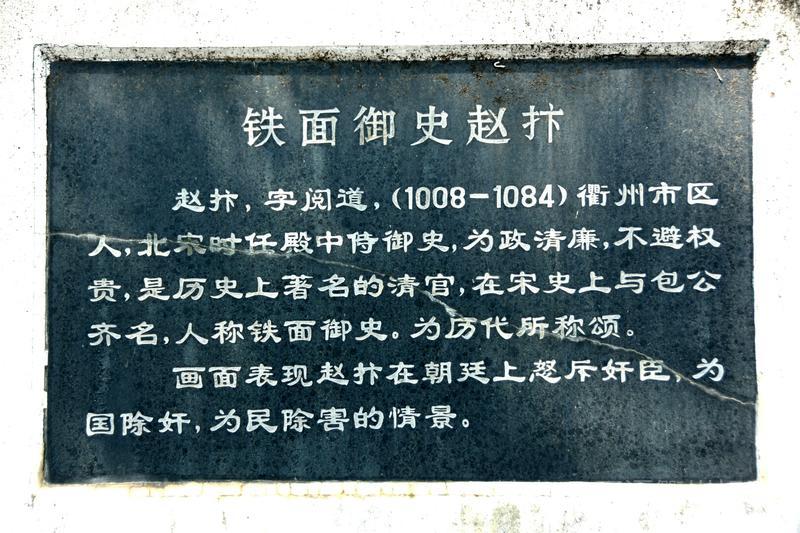 铁面御史赵抃
赵抃，字阅道，（1008-1084）衢州市区
人，北宋时任殿中侍御史，为政清廉，不避权
贵，是历史上著名的清官，在宋史上与包公
齐名，人称铁面御史。为历代所称颂。
画面表现赵抃在朝廷上怒斥奸臣，为
国除奸，为民除害的情景。